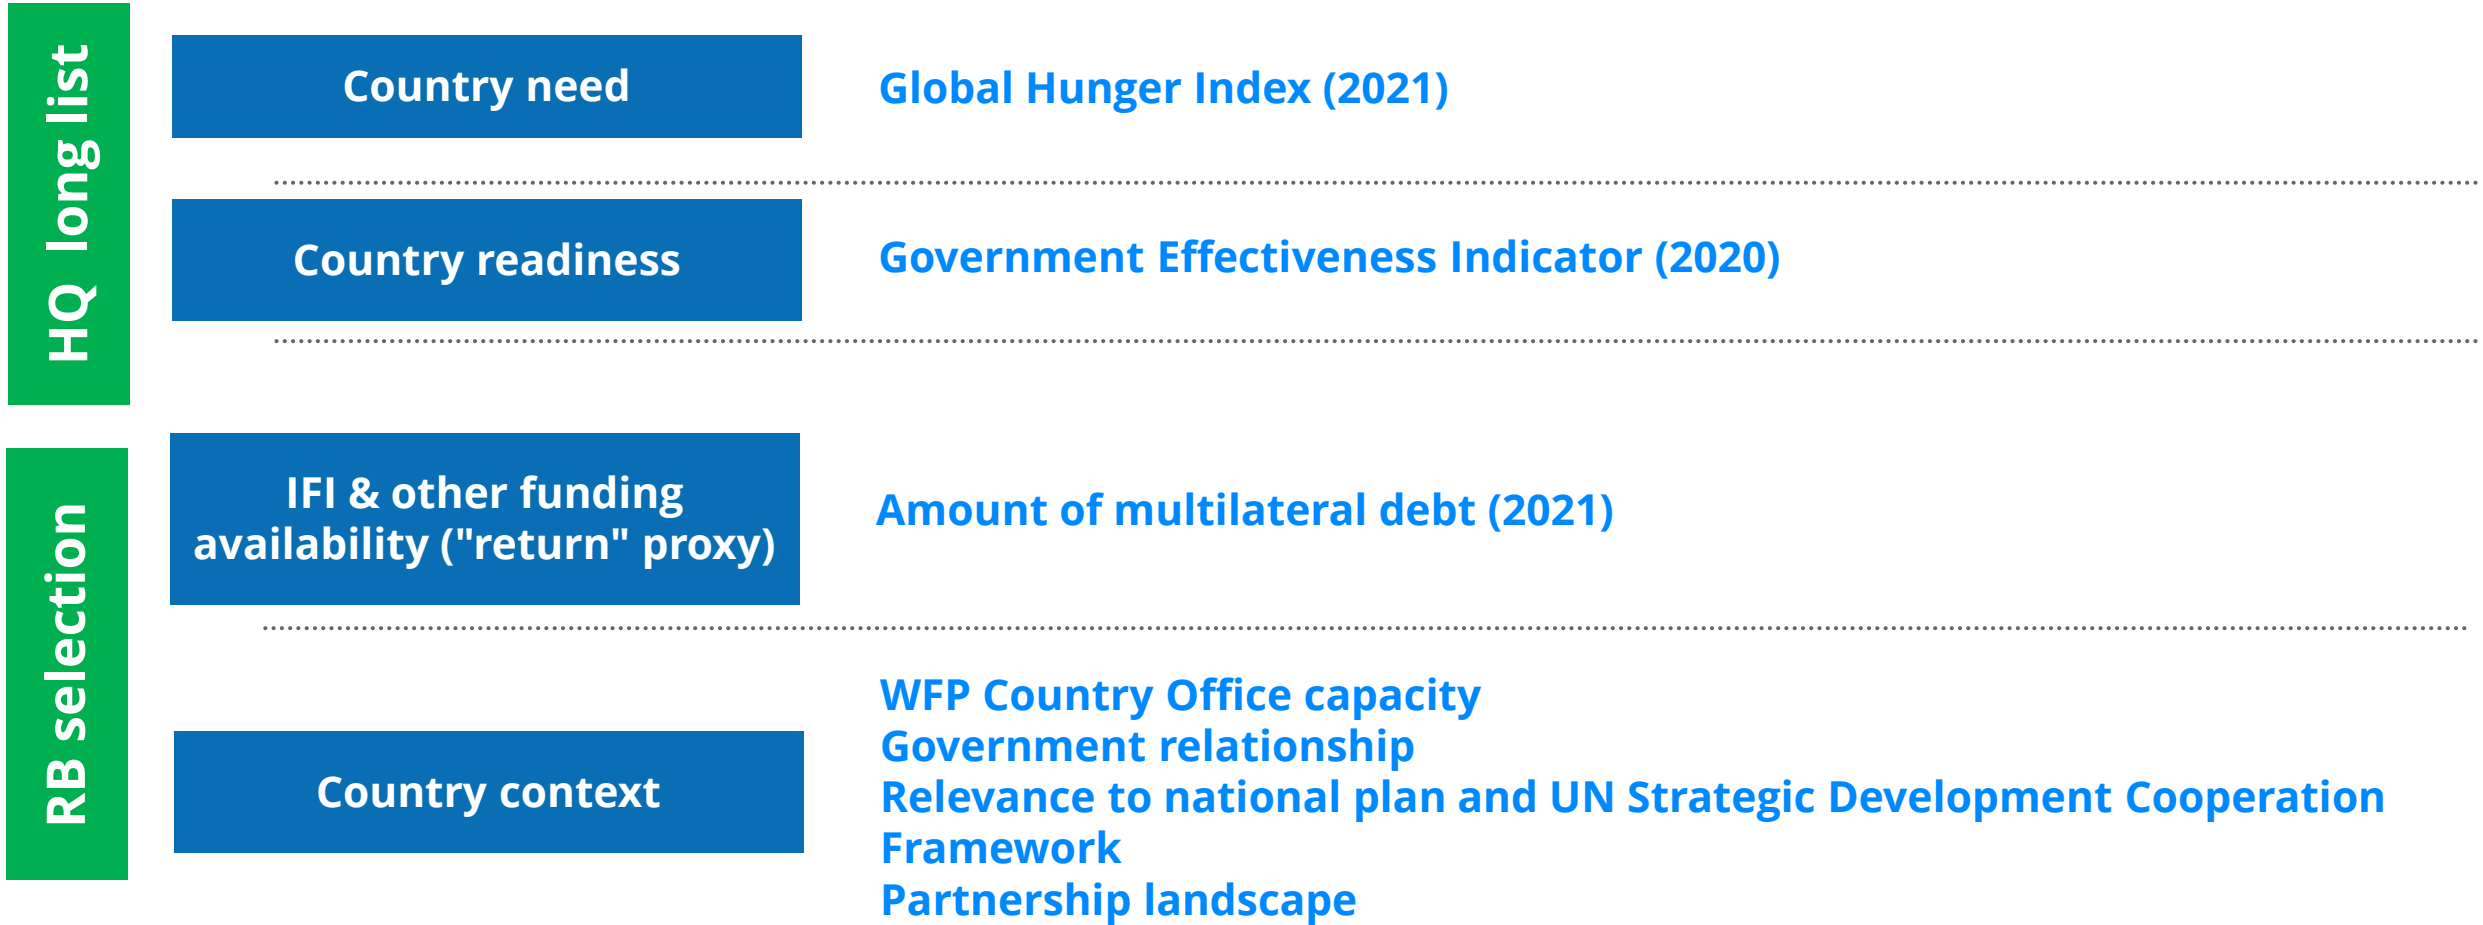 HQ long list
Country need
Global Hunger Index (2021)
Country readiness
Government Effectiveness Indicator (2020)
RB selection
IFI & other funding
availability ("return" proxy)
Amount of multilateral debt (2021)
Country context
WFP Country Office capacity
Government relationship
Relevance to national plan and UN Strategic Development Cooperation
Framework
Partnership landscape